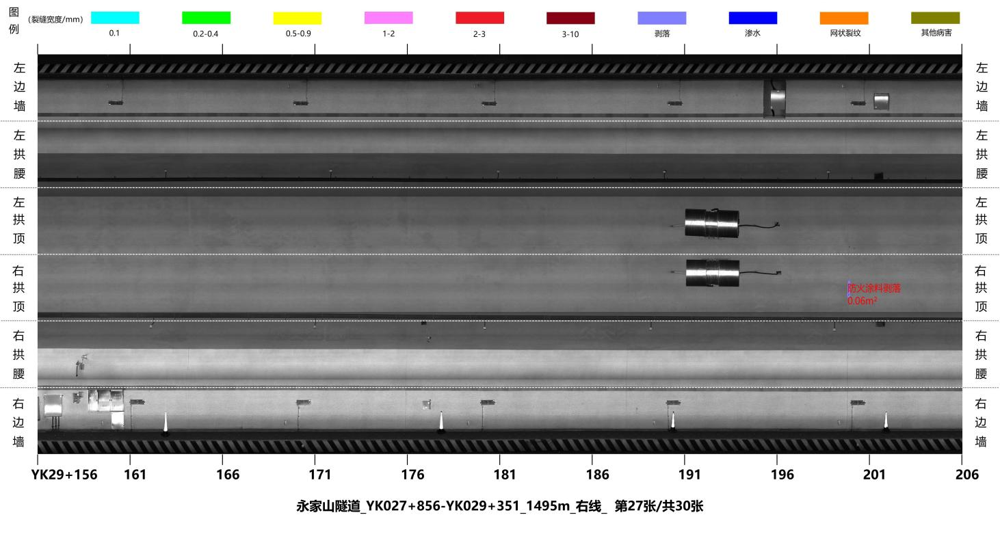 图例
(裂缝宽度/mm)
0.1
0.2-0.4
0.5-0.9
1-2
2-3
3-10
剥落
渗水
网状裂纹
其他病害
左边墙
左边墙
左拱腰
左拱腰
左拱顶
左拱顶
右拱顶
右拱顶
防火涂料剥落
0.06m²
右拱腰
右拱腰
右边墙
右边墙
YK29+156
161
166
171
176
181
186
191
196
201
206
永家山隧道_YK027+856-YK029+351_1495m_右线_ 第27张/共30张